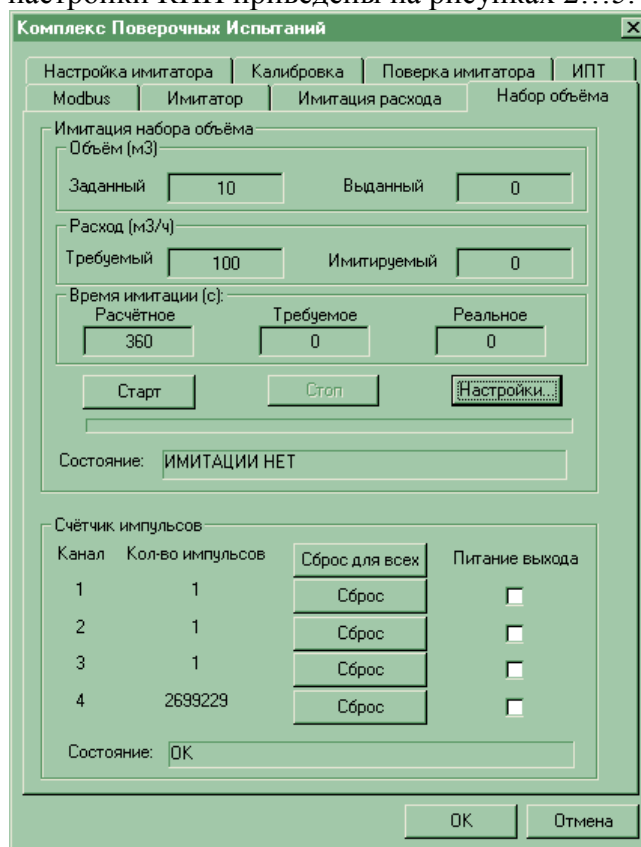 настройки КПИ приведены на рисунках 2…5.
Комплекс Поверочных Испытаний
Настройка имитатора Калибровка Поверка имитатора ИПТ
Modbus Имитатор Имитация расхода Набор объёма
Имитация набора объёма
Объём (м3)
Заданный 10 Выданный 0
Расход (м3/ч)
Требуемый 100 Имитируемый 0
Время имитации (с):
Расчётное Требуемое Реальное
360 0 0
Старт Стоп Настройки...
Состояние: ИМИТАЦИИ НЕТ
Счётчик импульсов
Канал Кол-во импульсов Сброс для всех Питание выхода
1 1 Сброс
2 1 Сброс
3 1 Сброс
4 2699229 Сброс
Состояние: OK
OK Отмена